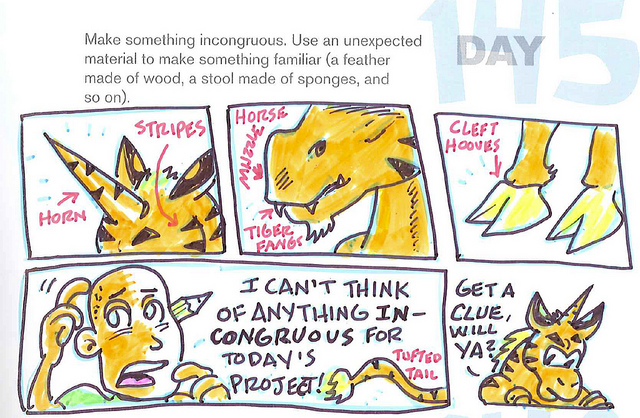 Make something incongruous. Use an unexpected
material to make something familiar (a feather
made of wood, a stool made of sponges, and
so on).
DAY
145
STRIPES
HORN
HORSE
MUZZLE
TIGER
FANGS
CLEFT
HOOVES
I CAN'T THINK
OF ANYTHING IN-
CONGRUOUS FOR
TODAY'S
PROJECT!
TUFTED
TAIL
GET A
CLUE,
WILL
YA?